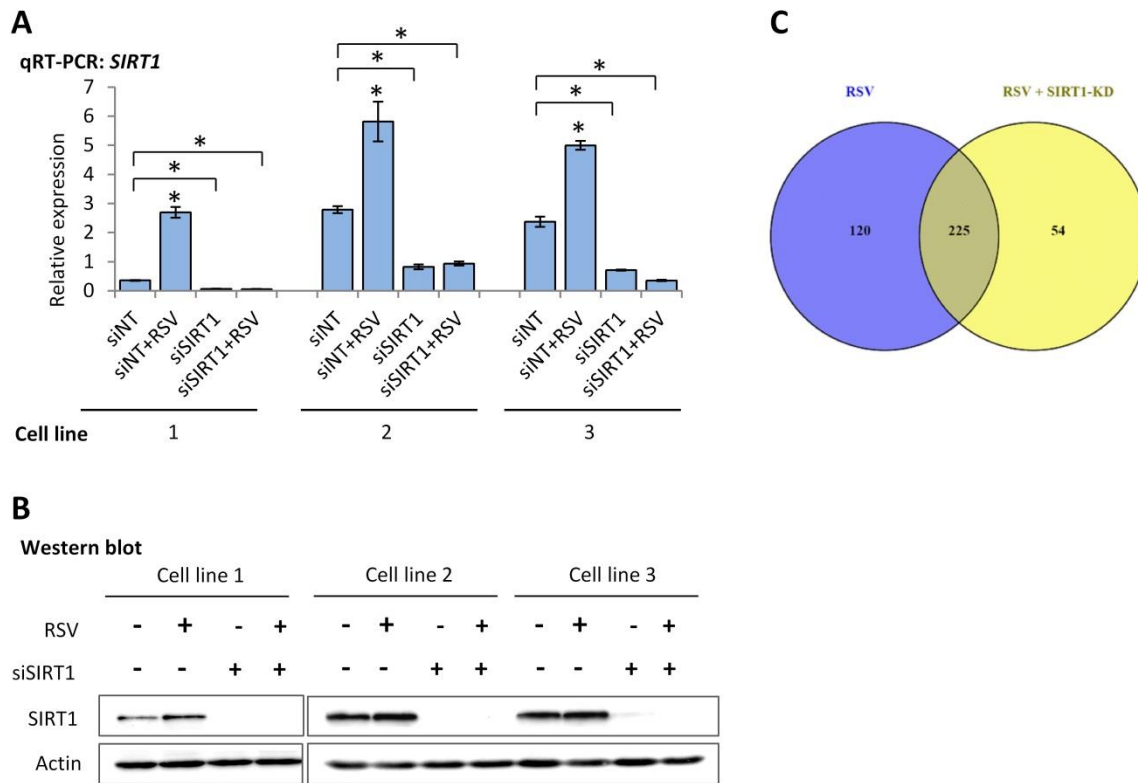 A
qRT-PCR: SIRT1
Relative expression
7
6
5
4
3
2
1
0
* * *
* * *
* * *
siNT siNT+RSV siSIRT1 siSIRT1+RSV siNT siNT+RSV siSIRT1 siSIRT1+RSV siNT siNT+RSV siSIRT1 siSIRT1+RSV
Cell line 1 2 3
C
RSV RSV + SIRT1-KD
120 225 54
B
Western blot
Cell line 1 Cell line 2 Cell line 3
RSV - + - + - + - + - + - +
siSIRT1 - - + + - - + + - - + +
SIRT1
Actin